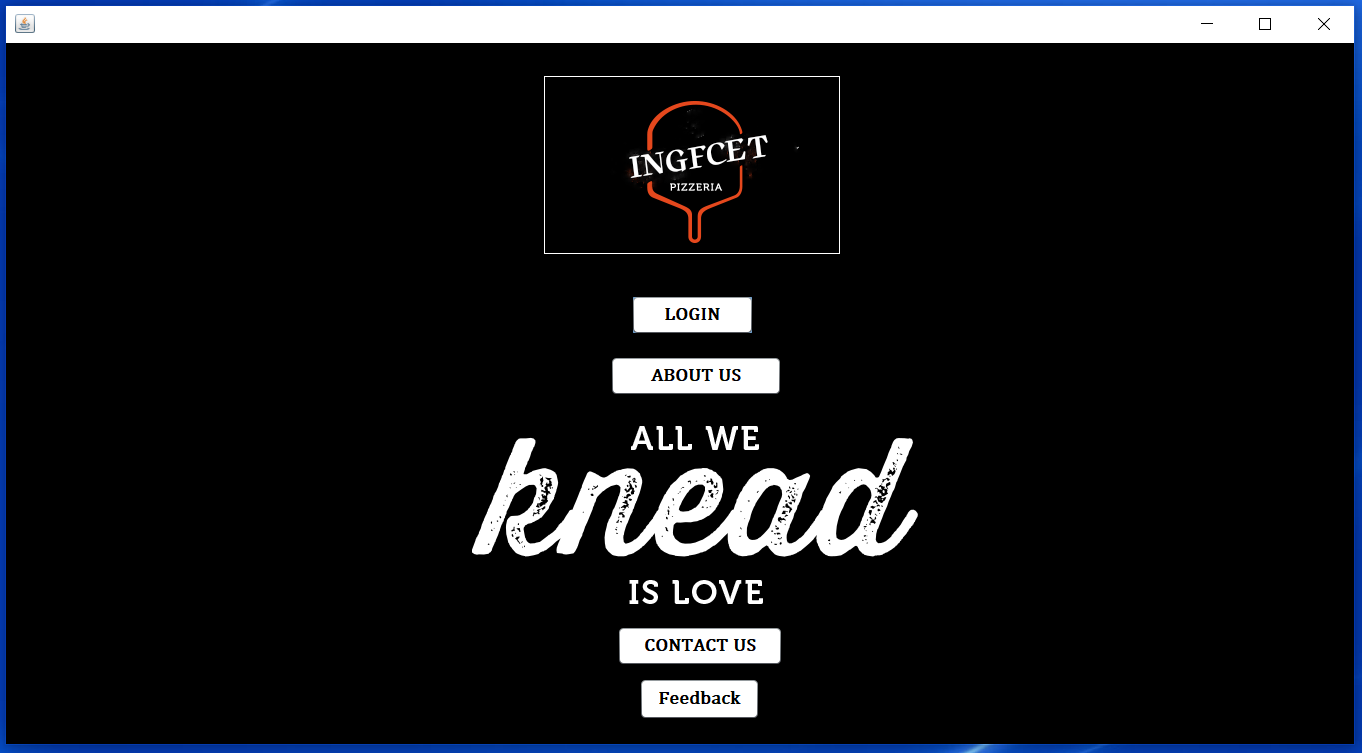 INGFCET
PIZZERIA
LOGIN
ABOUT US
ALL WE
knead
IS LOVE
CONTACT US
Feedback